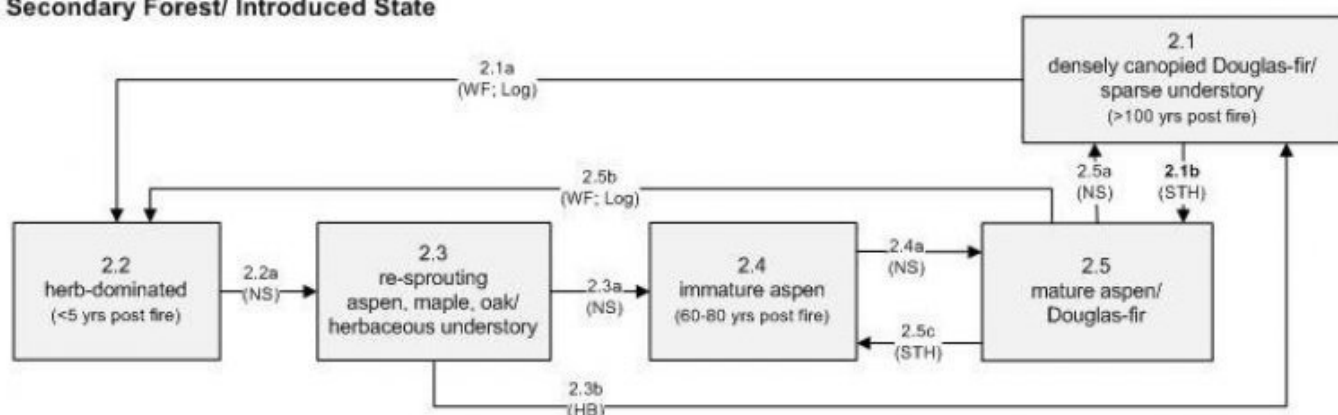 Secondary Forest/ Introduced State
2.1
densely canopied Douglas-fir/
sparse understory
(>100 yrs post fire)
2.1a
(WF; Log)
2.5b
(WF; Log)
2.5a
(NS)
2.1b
(STH)
2.2
herb-dominated
(<5 yrs post fire)
2.2a
(NS)
2.3
re-sprouting
aspen, maple, oak/
herbaceous understory
2.3a
(NS)
2.4
immature aspen
(60-80 yrs post fire)
2.4a
(NS)
2.5c
(STH)
2.5
mature aspen/
Douglas-fir
2.3b
(HB)